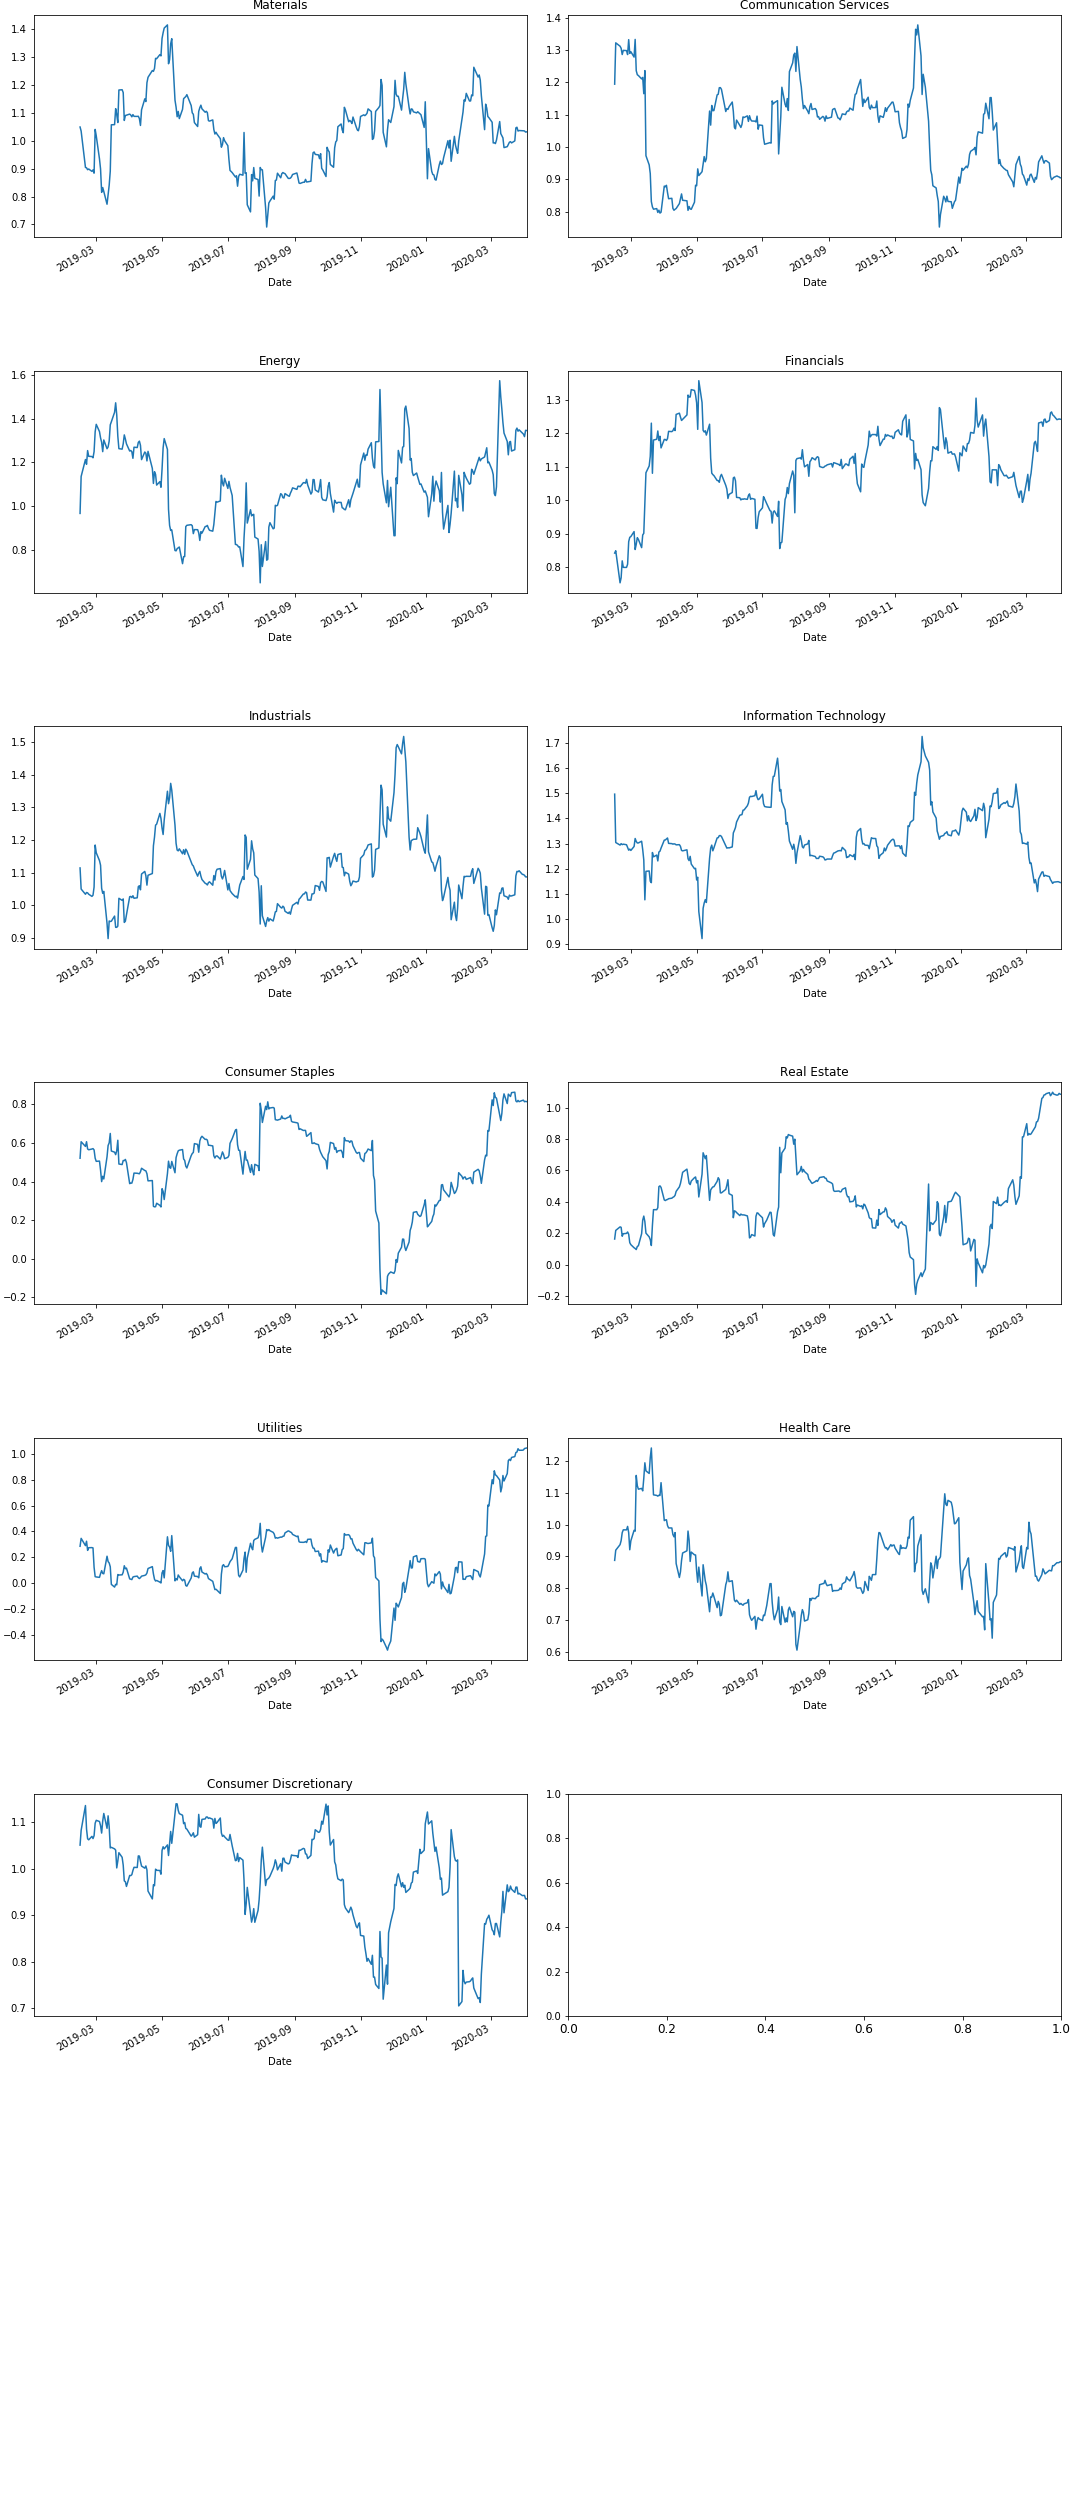 Materials
1.4
1.3
1.2
1.1
1.0
0.9
0.8
0.7
2019-03 2019-05 2019-07 2019-09 2019-11 2020-01 2020-03
Date
Communication Services
1.4
1.3
1.2
1.1
1.0
0.9
0.8
2019-03 2019-05 2019-07 2019-09 2019-11 2020-01 2020-03
Date
Energy
1.6
1.4
1.2
1.0
0.8
2019-03 2019-05 2019-07 2019-09 2019-11 2020-01 2020-03
Date
Financials
1.3
1.2
1.1
1.0
0.9
0.8
2019-03 2019-05 2019-07 2019-09 2019-11 2020-01 2020-03
Date
Industrials
1.5
1.4
1.3
1.2
1.1
1.0
0.9
2019-03 2019-05 2019-07 2019-09 2019-11 2020-01 2020-03
Date
Information Technology
1.7
1.6
1.5
1.4
1.3
1.2
1.1
1.0
0.9
2019-03 2019-05 2019-07 2019-09 2019-11 2020-01 2020-03
Date
Consumer Staples
0.8
0.6
0.4
0.2
0.0
−0.2
2019-03 2019-05 2019-07 2019-09 2019-11 2020-01 2020-03
Date
Real Estate
1.0
0.8
0.6
0.4
0.2
0.0
−0.2
2019-03 2019-05 2019-07 2019-09 2019-11 2020-01 2020-03
Date
Utilities
1.0
0.8
0.6
0.4
0.2
0.0
−0.2
−0.4
2019-03 2019-05 2019-07 2019-09 2019-11 2020-01 2020-03
Date
Health Care
1.2
1.1
1.0
0.9
0.8
0.7
0.6
2019-03 2019-05 2019-07 2019-09 2019-11 2020-01 2020-03
Date
Consumer Discretionary
1.1
1.0
0.9
0.8
0.7
2019-03 2019-05 2019-07 2019-09 2019-11 2020-01 2020-03
Date
1.0
0.8
0.6
0.4
0.2
0.0
0.0 0.2 0.4 0.6 0.8 1.0